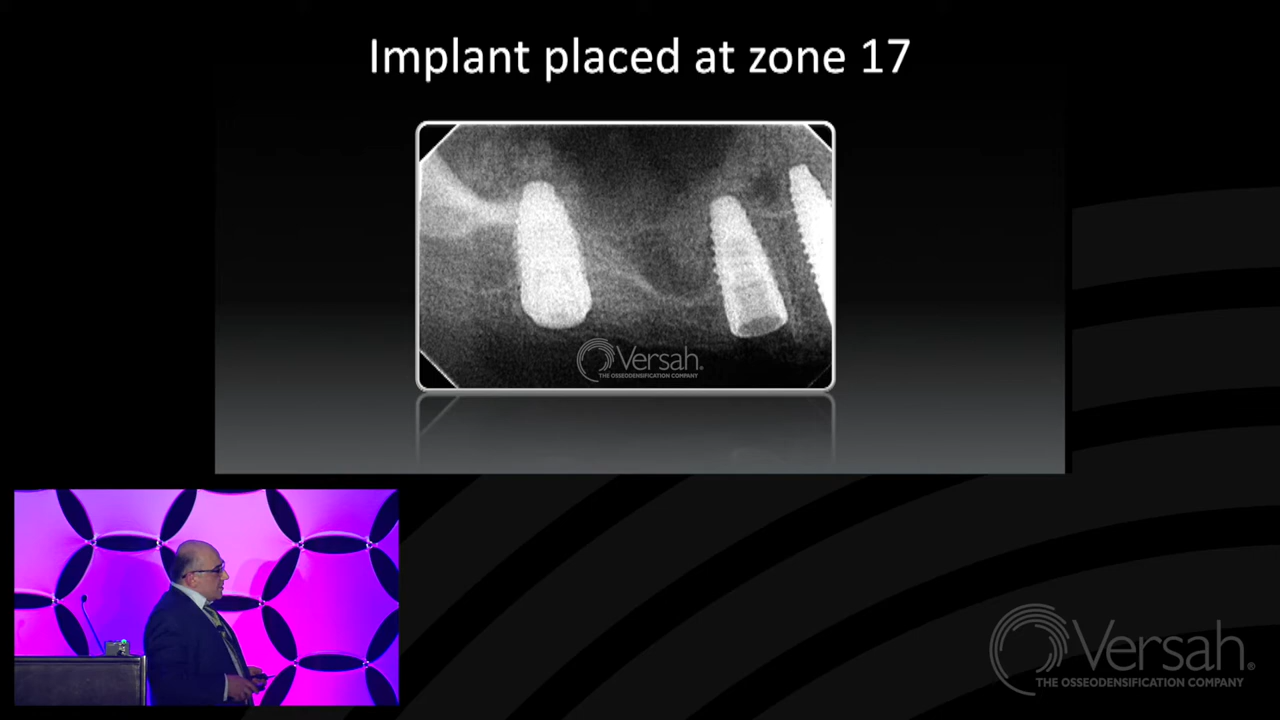 Implant placed at zone 17
Versah®
THE OSSEODENSIFICATION COMPANY
Versah®
THE OSSEODENSIFICATION COMPANY